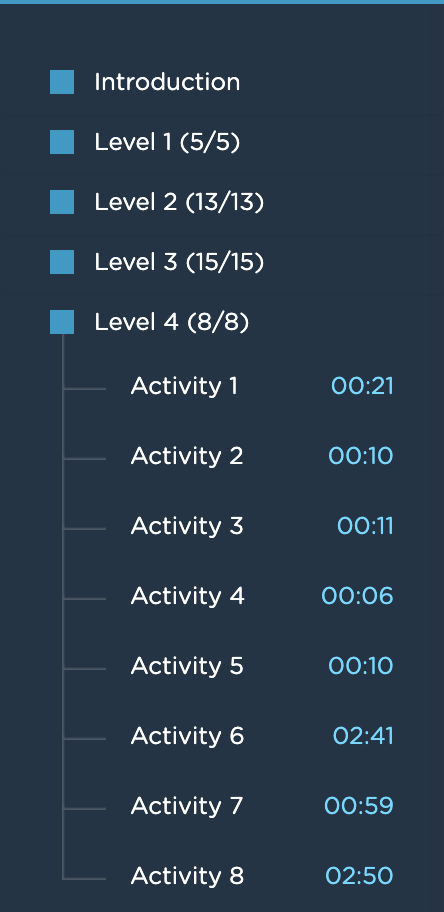 Introduction
Level 1 (5/5)
Level 2 (13/13)
Level 3 (15/15)
Level 4 (8/8)
Activity 1 00:21
Activity 2 00:10
Activity 3 00:11
Activity 4 00:06
Activity 5 00:10
Activity 6 02:41
Activity 7 00:59
Activity 8 02:50